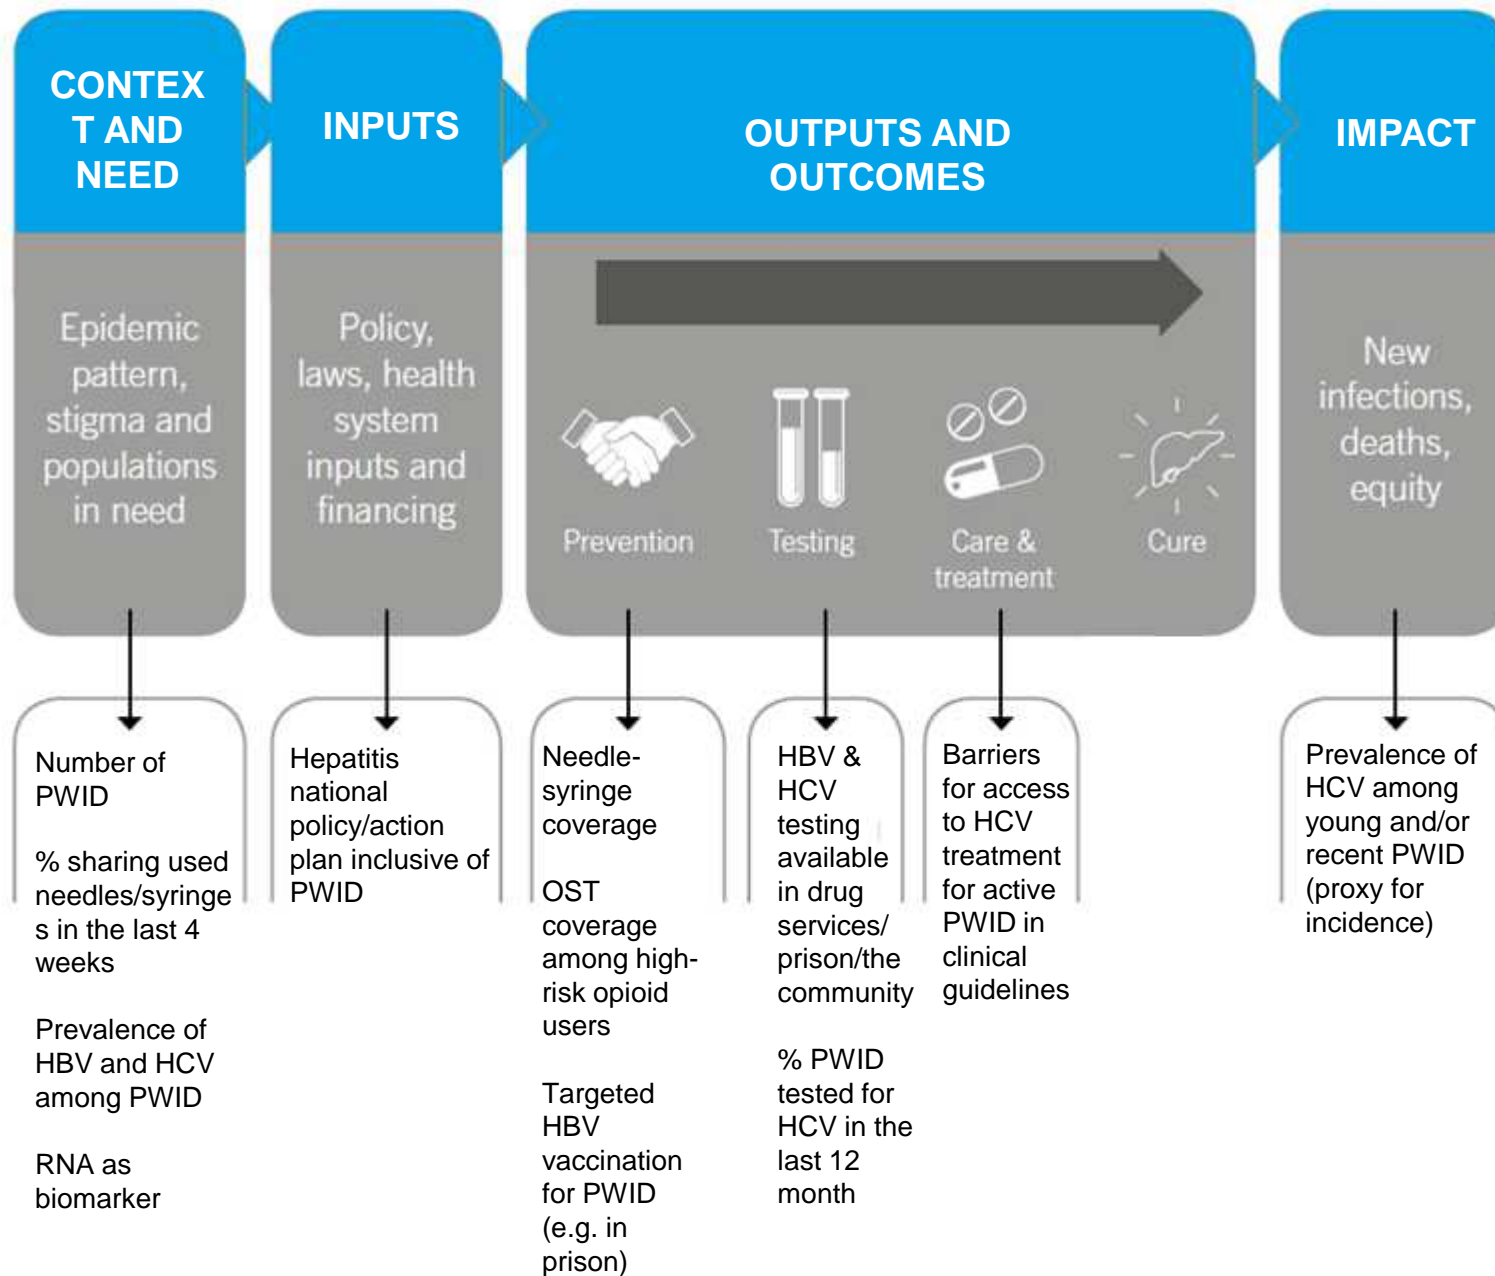 CONTEX
T AND
NEED
INPUTS
OUTPUTS AND
OUTCOMES
IMPACT
Epidemic
pattern,
stigma and
populations
in need
Policy,
laws, health
system
inputs and
financing
Prevention
Testing
Care &
treatment
Cure
New
infections,
deaths,
equity
Number of
PWID
% sharing used
needles/syringe
s in the last 4
weeks
Prevalence of
HBV and HCV
among PWID
RNA as
biomarker
Hepatitis
national
policy/action
plan inclusive of
PWID
Needle-
syringe
coverage
OST
coverage
among high-
risk opioid
users
Targeted
HBV
vaccination
for PWID
(e.g. in
prison)
HBV &
HCV
testing
available
in drug
services/
prison/the
community
% PWID
tested for
HCV in the
last 12
month
Barriers
for access
to HCV
treatment
for active
PWID in
clinical
guidelines
Prevalence of
HCV among
young and/or
recent PWID
(proxy for
incidence)